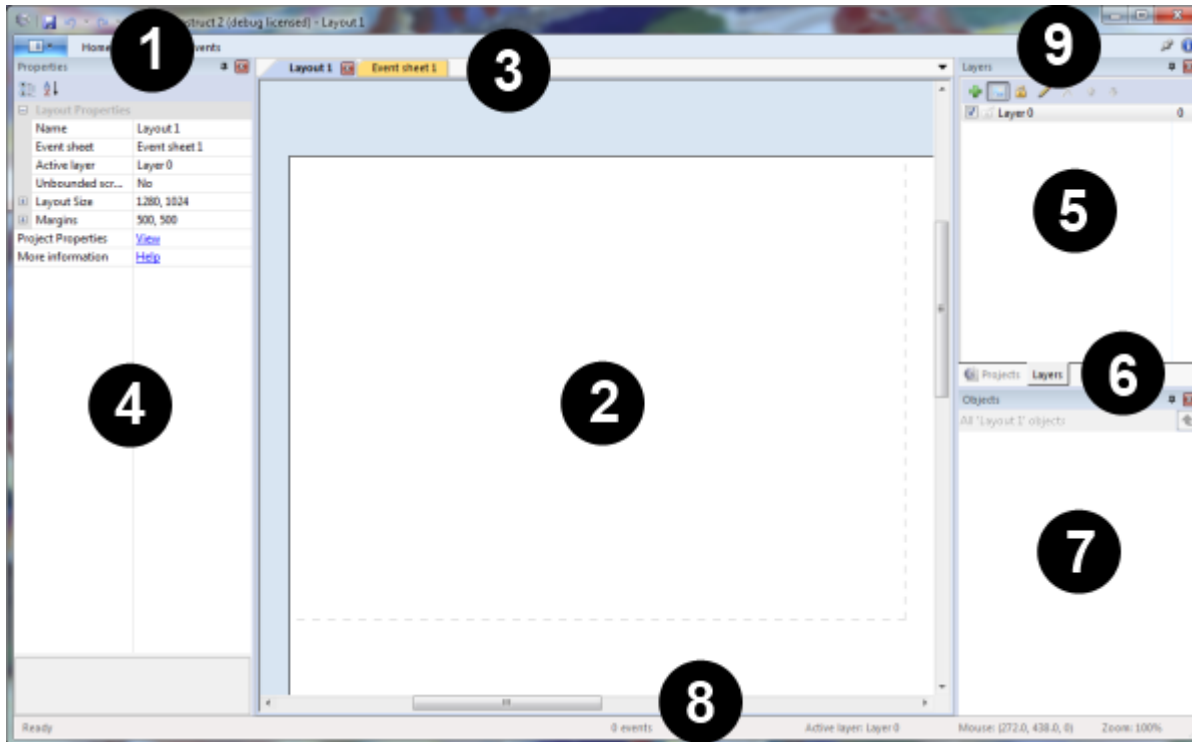 struct 2 (debug licensed) - Layout 1
1
9
Home
vents
3
Properties
Layout 1
Event sheet 1
Layers
Layout Properties
Name Layout 1
Event sheet Event sheet 1
Active layer Layer 0
Unbounded scr... No
Layout Size 1280, 1024
Margins 500, 500
Project Properties View
More information Help
Layer 0 0
5
4
2
Projects Layers
6
Objects
All 'Layout 1' objects
7
8
Ready
0 events
Active layer: Layer 0
Mouse: (272.0, 438.0, 0)
Zoom: 100%